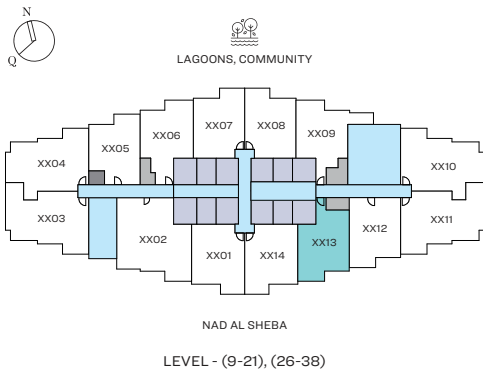 N
Q
LAGOONS, COMMUNITY
XX07 XX08
XX06 XX09
XX05
XX04 XX10
XX03 XX11
XX02 XX13 XX12
XX01 XX14
NAD AL SHEBA
LEVEL - (9-21), (26-38)